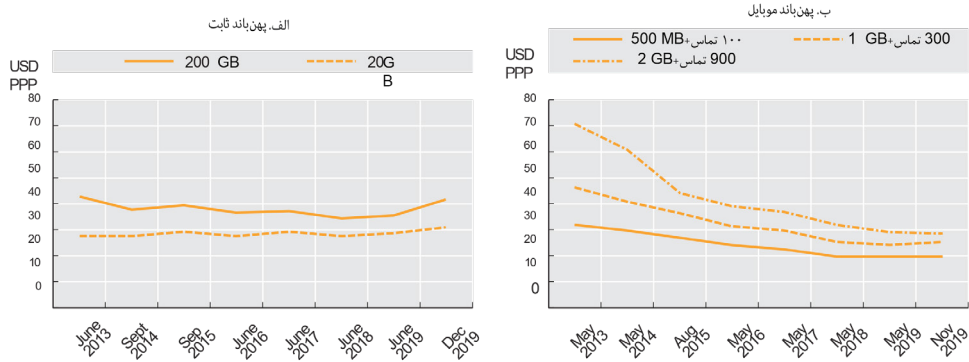 الف. پهن‌باند ثابت
USD
PPP
200 GB
20G
B
80
70
60
50
40
30
20
10
0
June 2013
Sept 2014
Sep 2015
June 2016
June 2017
June 2018
June 2019
Dec 2019
ب. پهن‌باند موبایل
USD
PPP
500 MB+۱۰۰ تماس
1 GB+300 تماس
2 GB+900 تماس
80
70
60
50
40
30
20
10
0
May 2013
May 2014
Aug 2015
May 2016
May 2017
May 2018
May 2019
Nov 2019